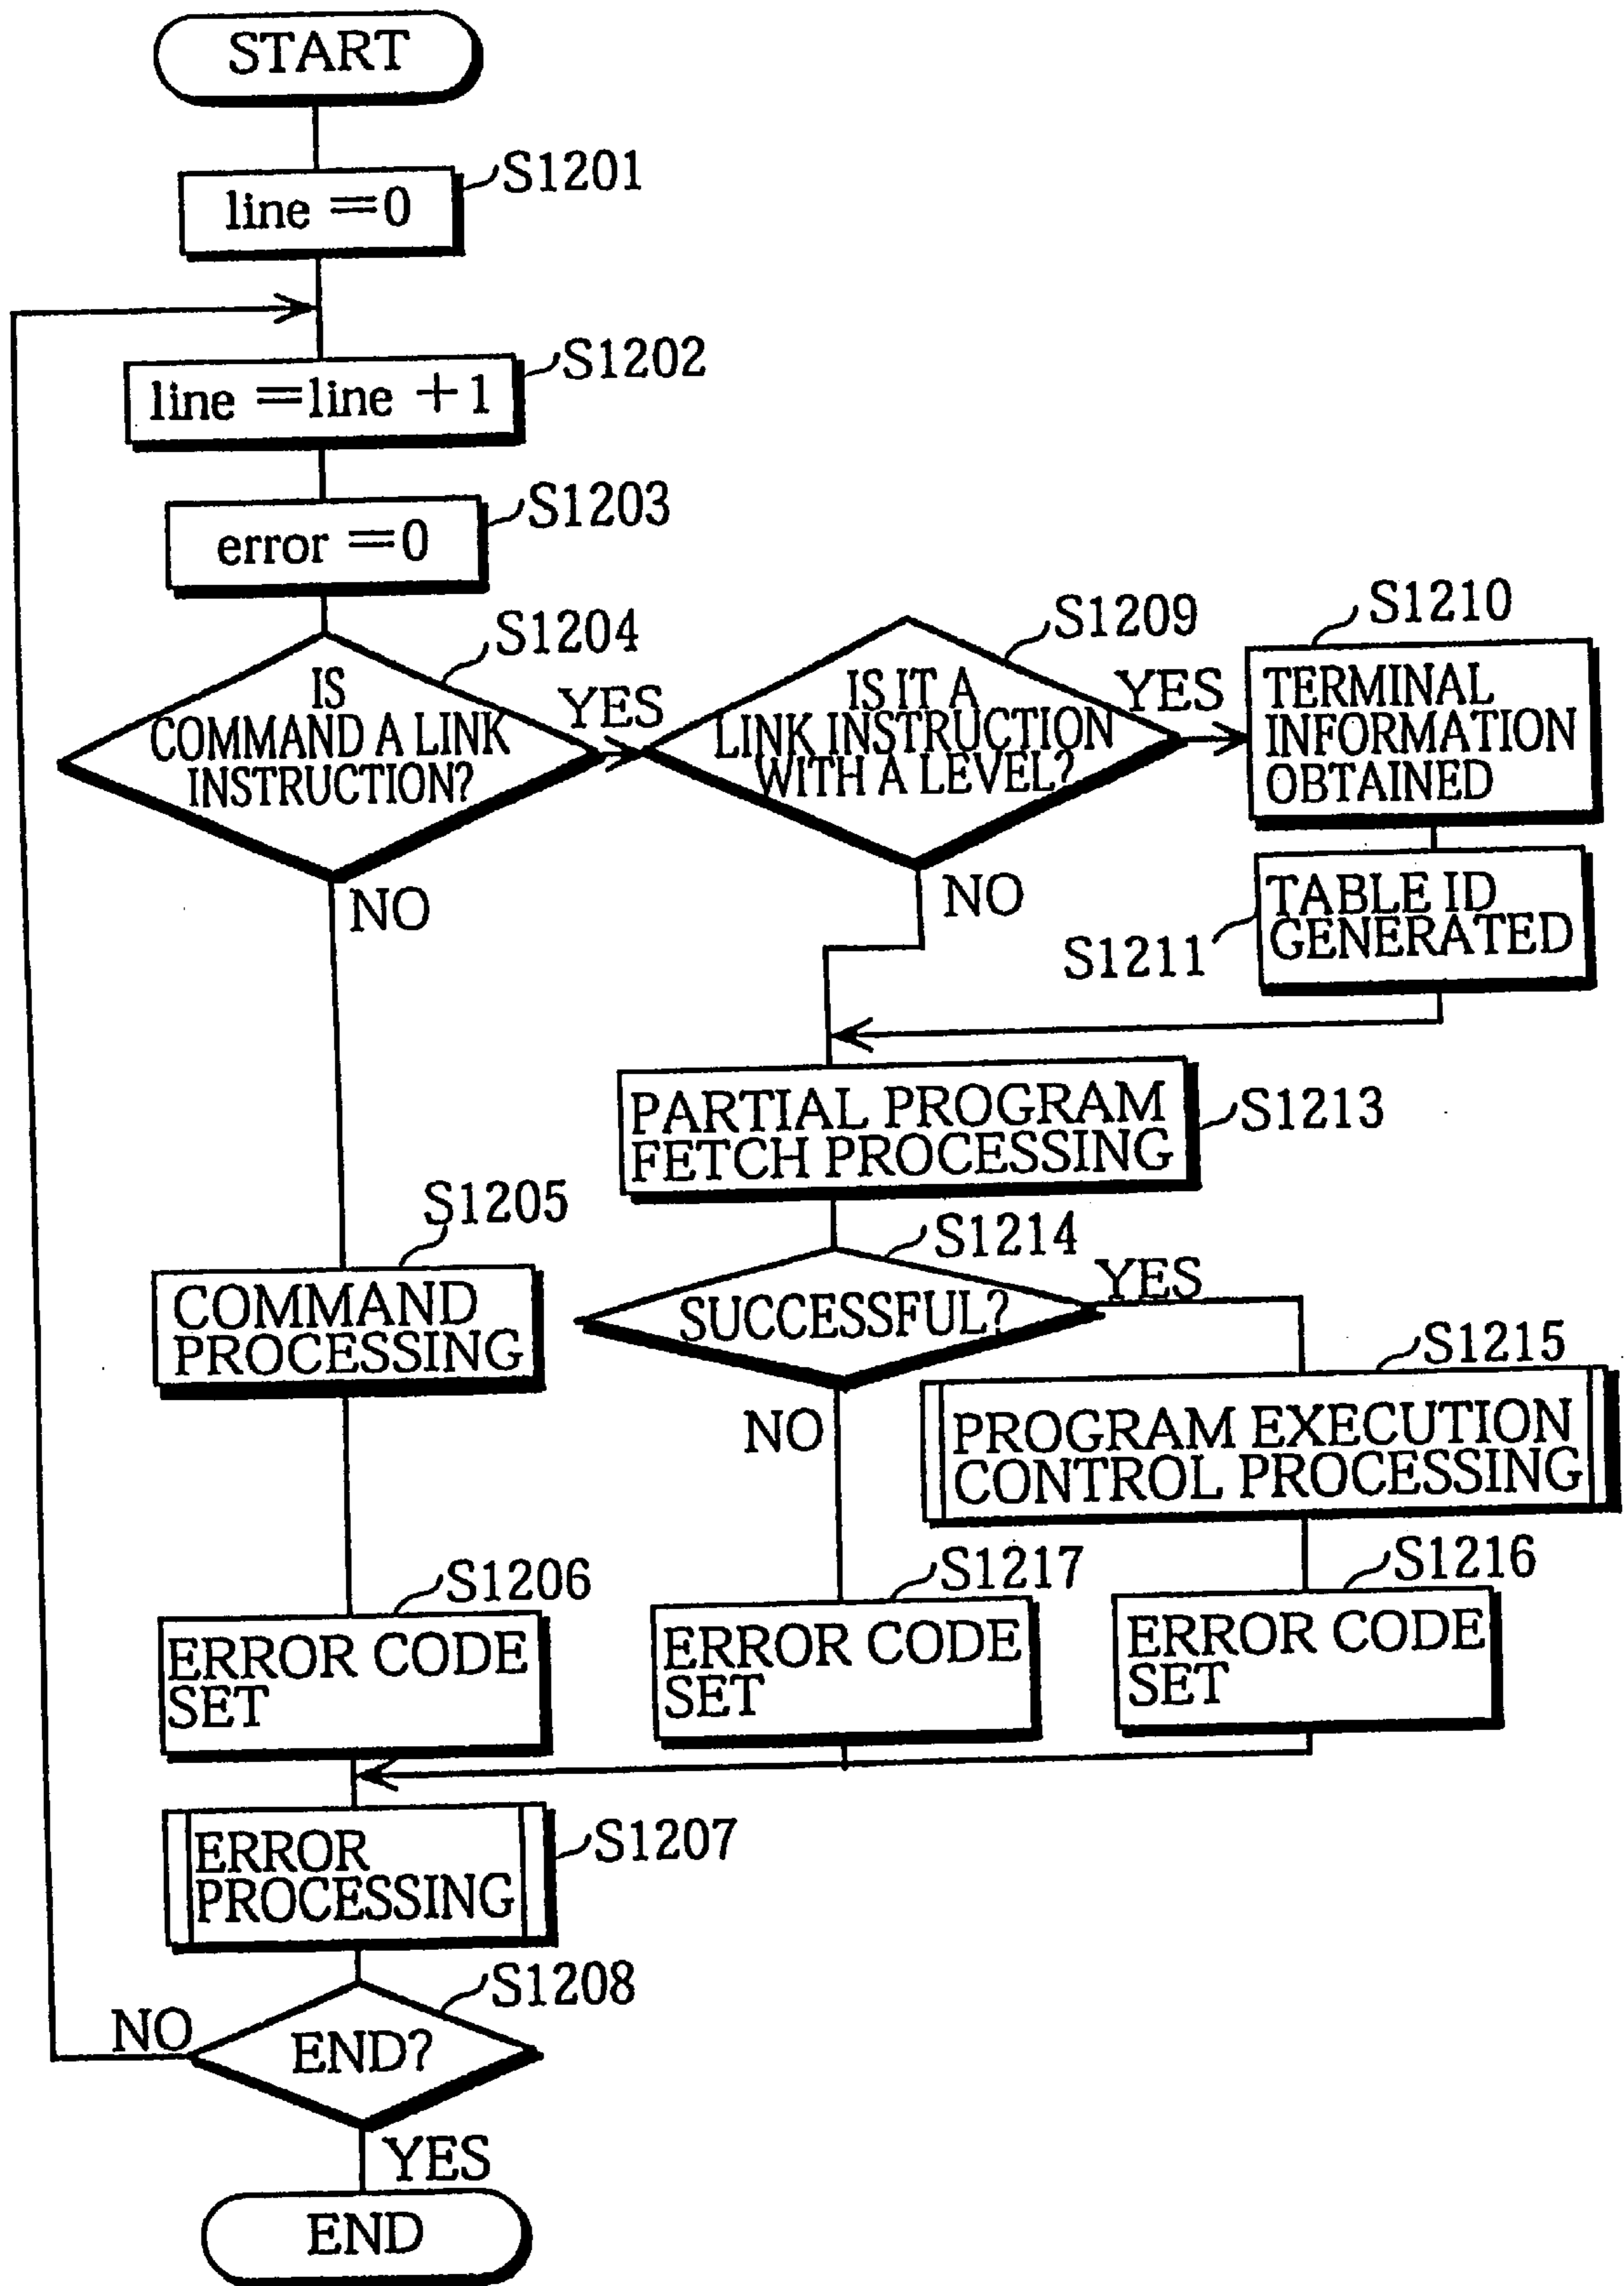 START
S1201
line =0
S1202
line =line +1
S1203
error =0
S1204
IS
COMMAND A LINK
INSTRUCTION?
YES
NO
S1209
IS IT A
LINK INSTRUCTION
WITH A LEVEL?
YES
NO
S1210
TERMINAL
INFORMATION
OBTAINED
S1211
TABLE ID
GENERATED
PARTIAL PROGRAM
FETCH PROCESSING
S1213
S1205
COMMAND
PROCESSING
S1214
SUCCESSFUL?
YES
NO
S1215
PROGRAM EXECUTION
CONTROL PROCESSING
S1206
ERROR CODE
SET
S1217
ERROR CODE
SET
S1216
ERROR CODE
SET
S1207
ERROR
PROCESSING
S1208
END?
NO
YES
END